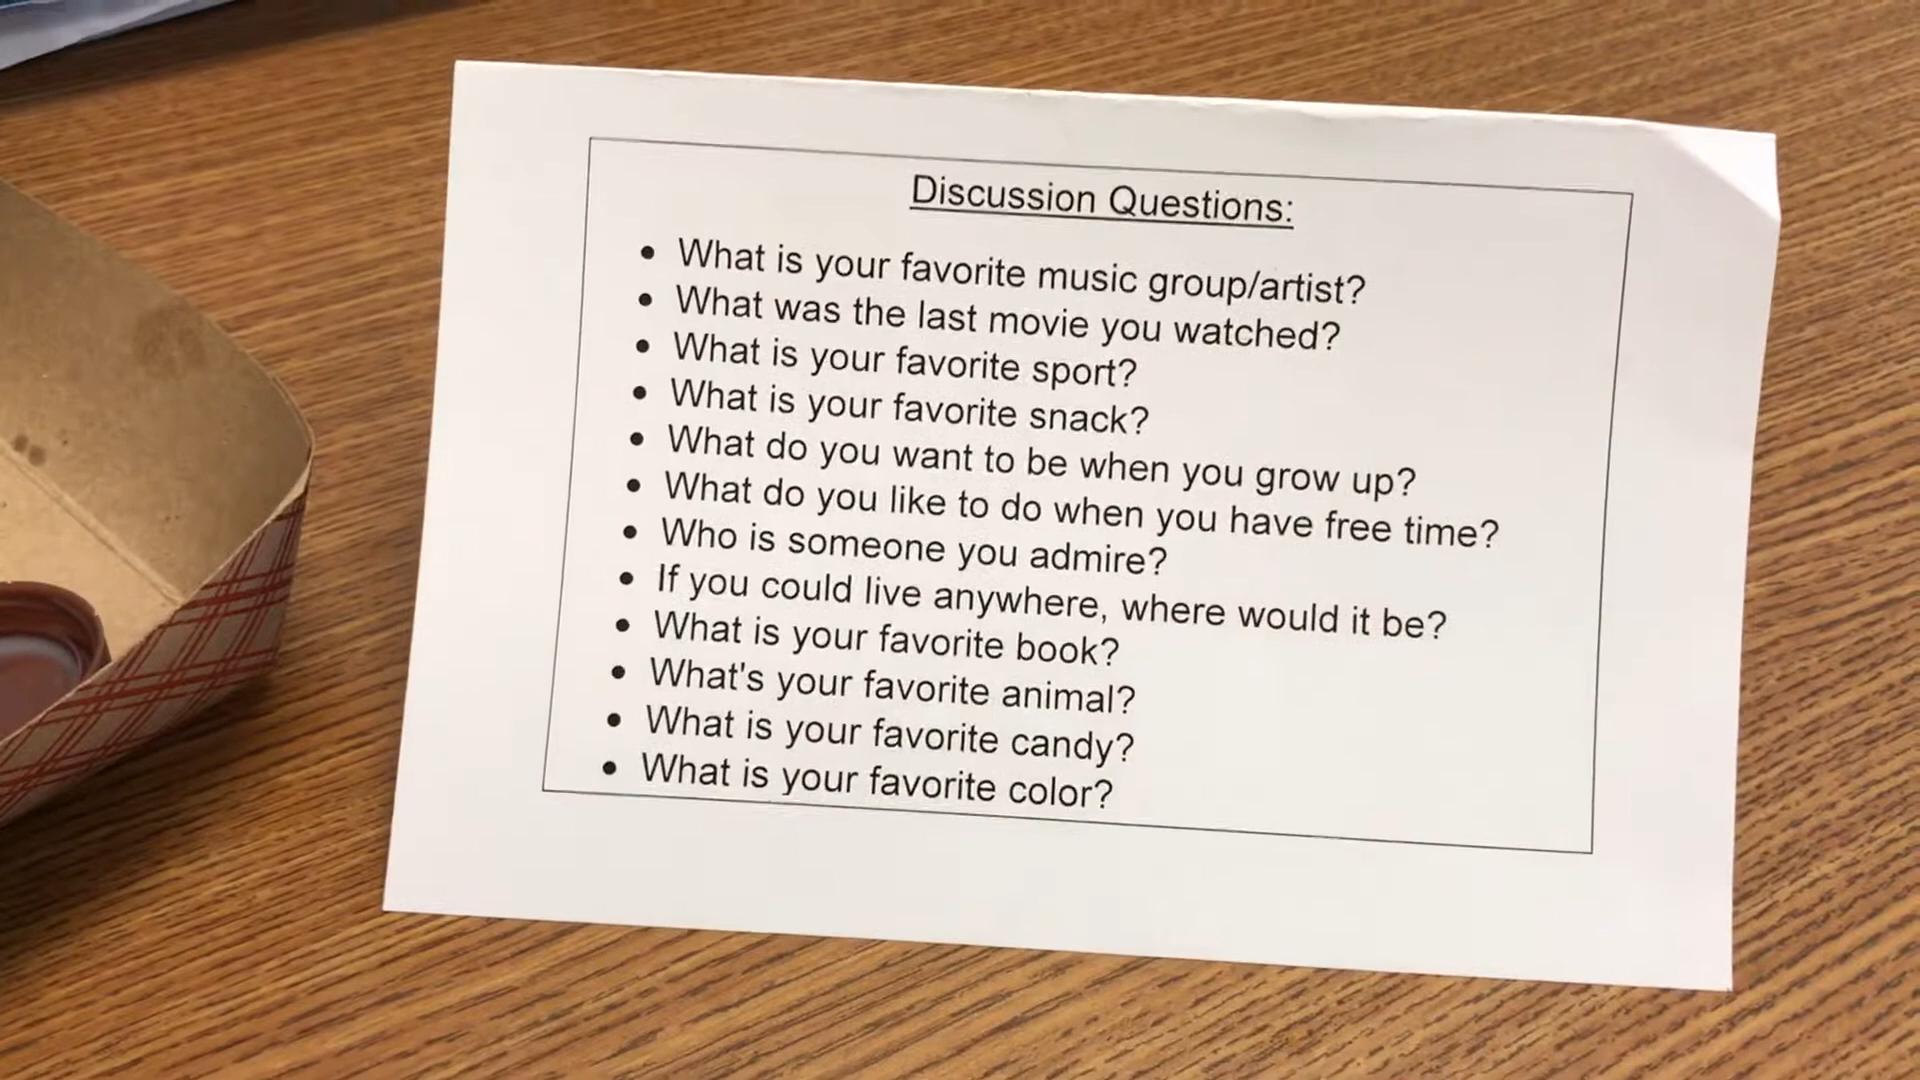 Discussion Questions:
• What is your favorite music group/artist?
• What was the last movie you watched?
• What is your favorite sport?
• What is your favorite snack?
• What do you want to be when you grow up?
• What do you like to do when you have free time?
• Who is someone you admire?
• If you could live anywhere, where would it be?
• What is your favorite book?
• What's your favorite animal?
• What is your favorite candy?
• What is your favorite color?